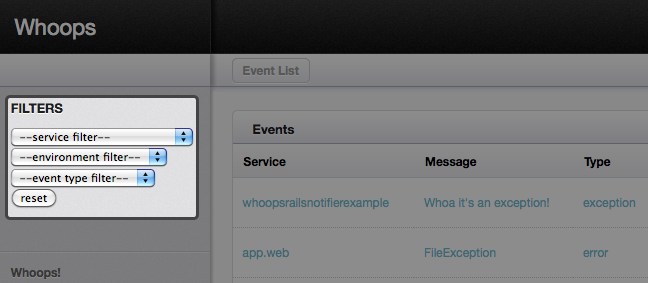 Whoops
Event List
FILTERS
--service filter--
--environment filter--
--event type filter--
reset
Whoops!
Events
Service Message Type
whoopsrailsnotifierexample Whoa it's an exception! exception
app.web FileException error